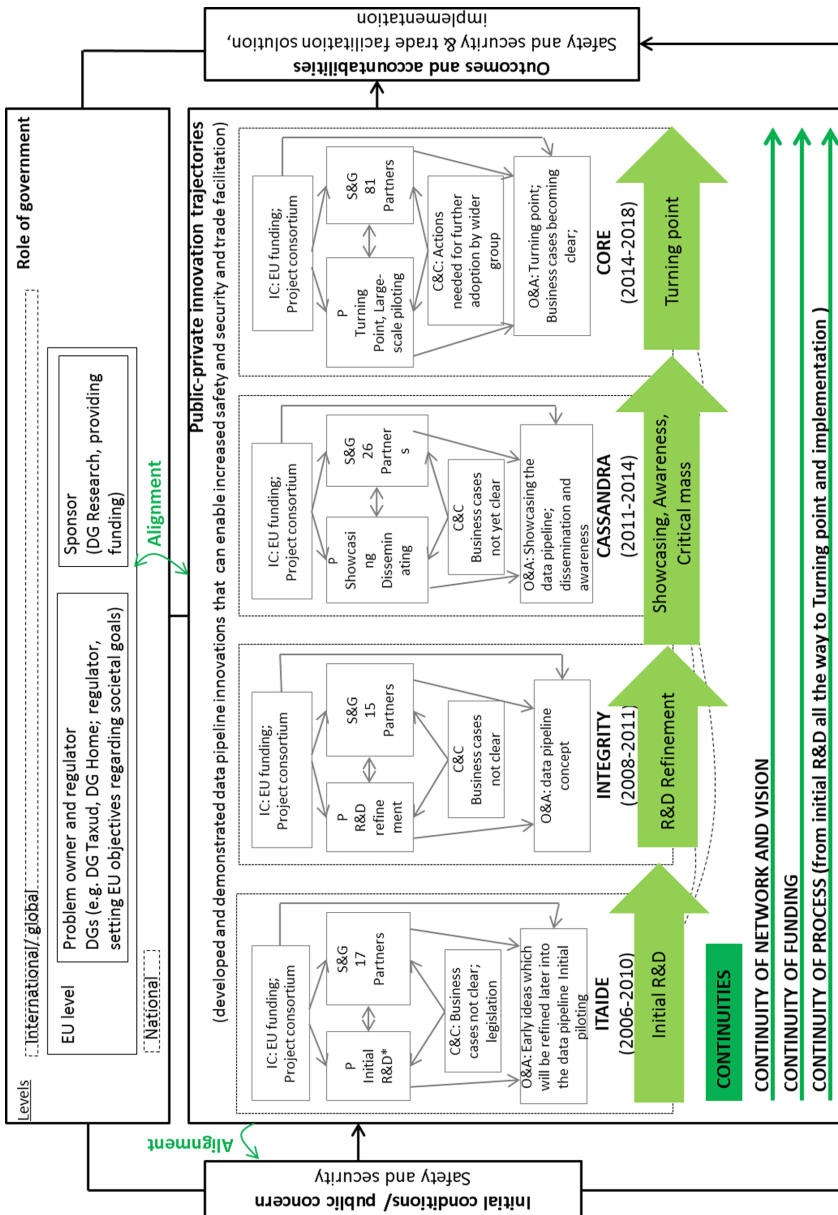 Role of government
Levels
International/ global
EU level
Problem owner and regulator
DGs (e.g. DG Taxud, DG Home; regulator,
setting EU objectives regarding societal goals)
Sponsor
(DG Research, providing
funding)
National
Alignment
Alignment
Initial conditions/ public concern
Safety and security
Outcomes and accountabilities
Safety and security & trade facilitation solution,
implementation
Public-private innovation trajectories
(developed and demonstrated data pipeline innovations that can enable increased safety and security and trade facilitation)
IC: EU funding;
Project consortium
P
Initial
R&D*
S&G
17
Partners
C&C: Business
cases not clear;
legislation
O&A: Early ideas which
will be refined later into
the data pipeline Initial
piloting
ITAIDE
(2006-2010)
Initial R&D
IC: EU funding;
Project consortium
P
R&D
refine
ment
S&G
15
Partners
C&C
Business cases
not clear
O&A: data pipeline
concept
INTEGRITY
(2008-2011)
R&D Refinement
IC: EU funding;
Project consortium
P
Showcasi
ng
Dissemin
ating
S&G
26
Partner
s
C&C
Business cases
not yet clear
O&A: Showcasing the
data pipeline;
dissemination and
awareness
CASSANDRA
(2011-2014)
Showcasing, Awareness,
Critical mass
IC: EU funding;
Project consortium
P
Turning
Point, Large-
scale piloting
S&G
81
Partners
C&C: Actions
needed for further
adoption by wider
group
O&A: Turning point;
Business cases becoming
clear;
CORE
(2014-2018)
Turning point
CONTINUITIES
CONTINUITY OF NETWORK AND VISION
CONTINUITY OF FUNDING
CONTINUITY OF PROCESS (from initial R&D all the way to Turning point and implementation )